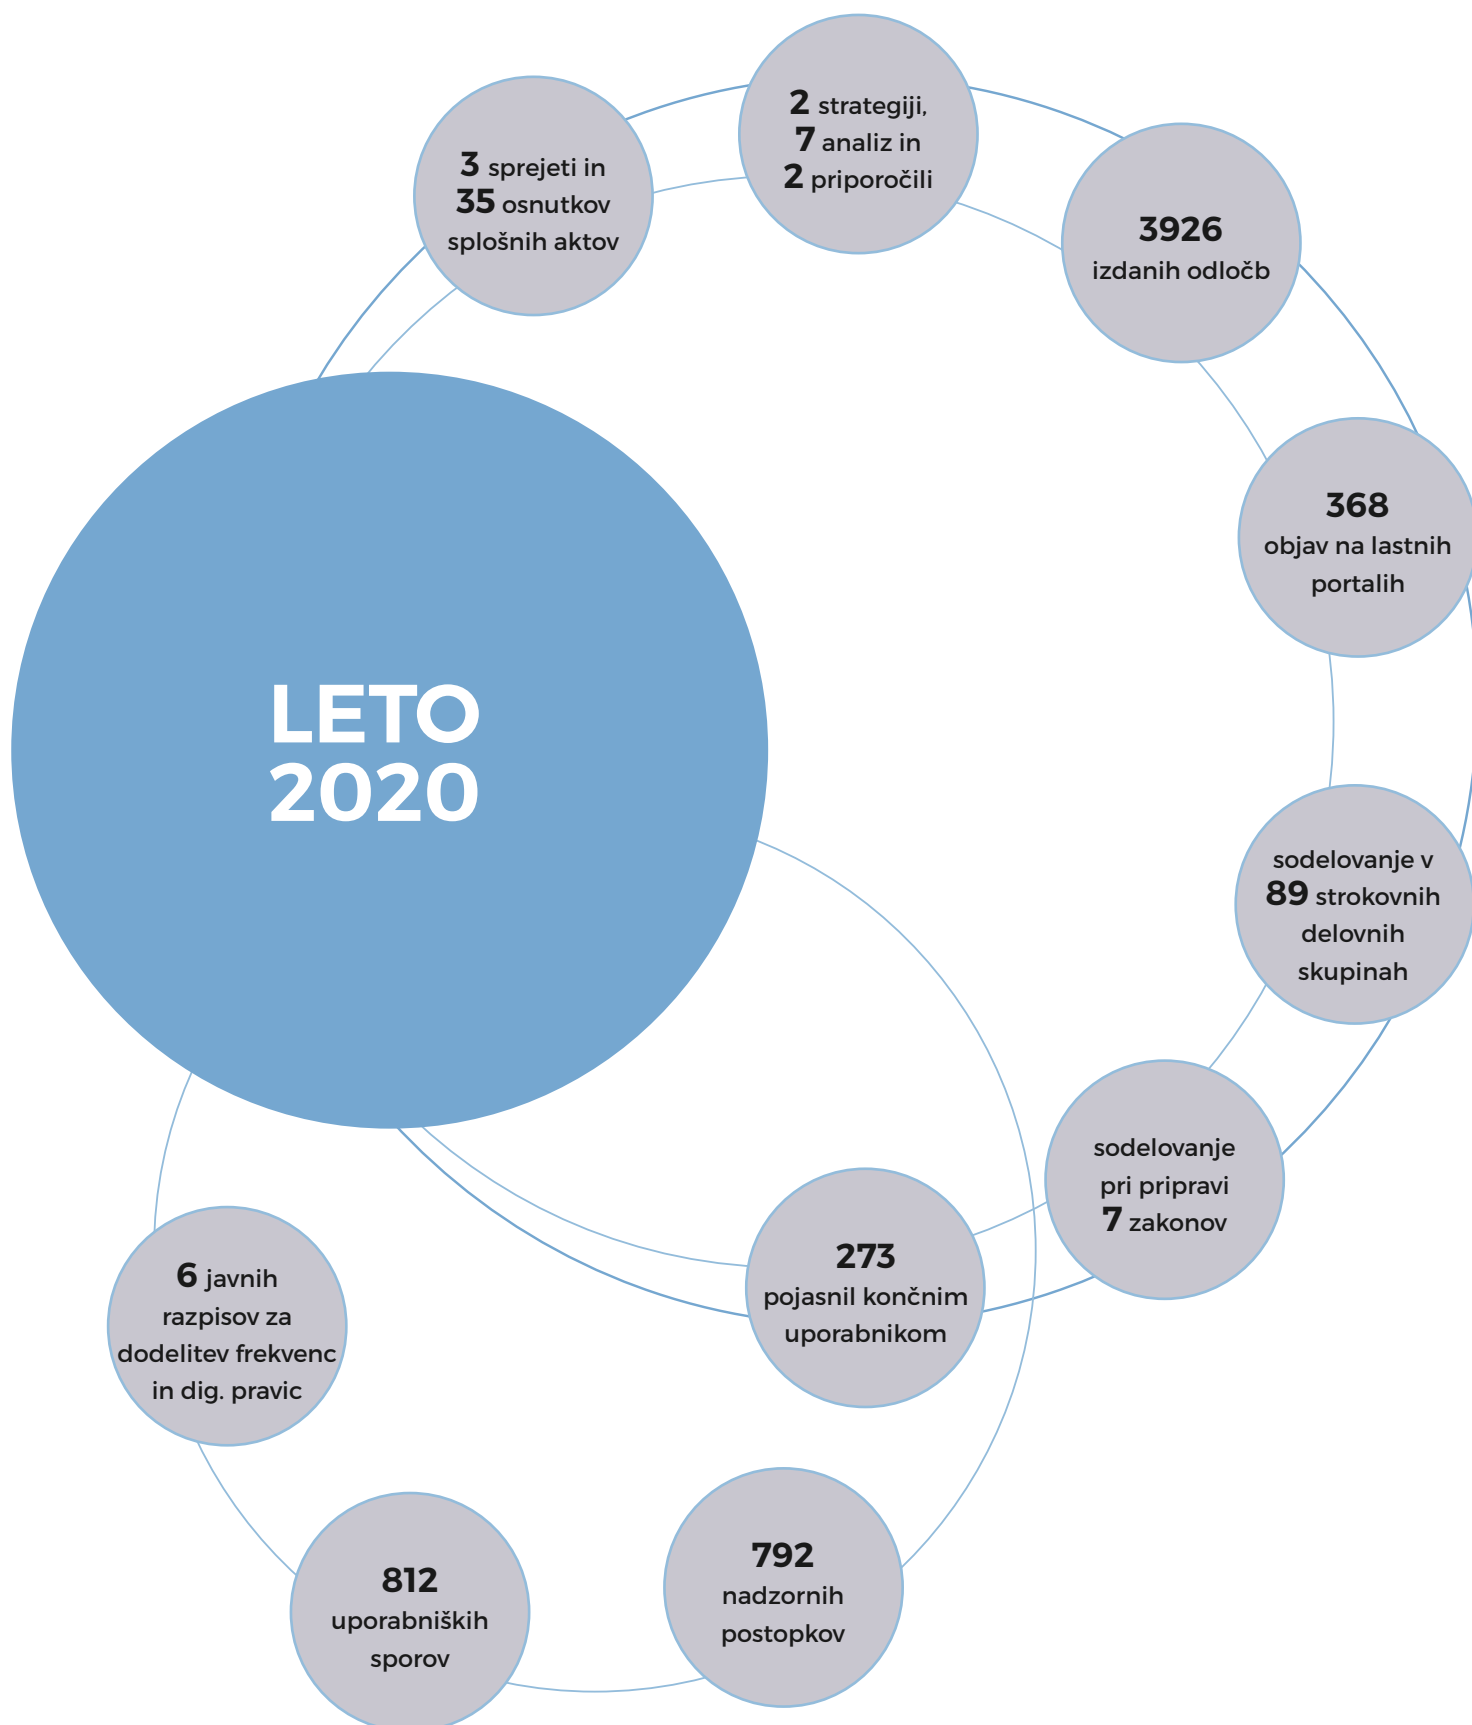 2 strategiji,
7 analiz in
2 priporočili
3 sprejeti in
35 osnutkov
splošnih aktov
3926
izdanih odločb
368
objav na lastnih
portalih
LETO
2020
sodelovanje v
89 strokovnih
delovnih
skupinah
sodelovanje
pri pripravi
7 zakonov
273
pojasnil končnim
uporabnikom
6 javnih
razpisov za
dodelitev frekvenc
in dig. pravic
792
nadzornih
postopkov
812
uporabniških
sporov